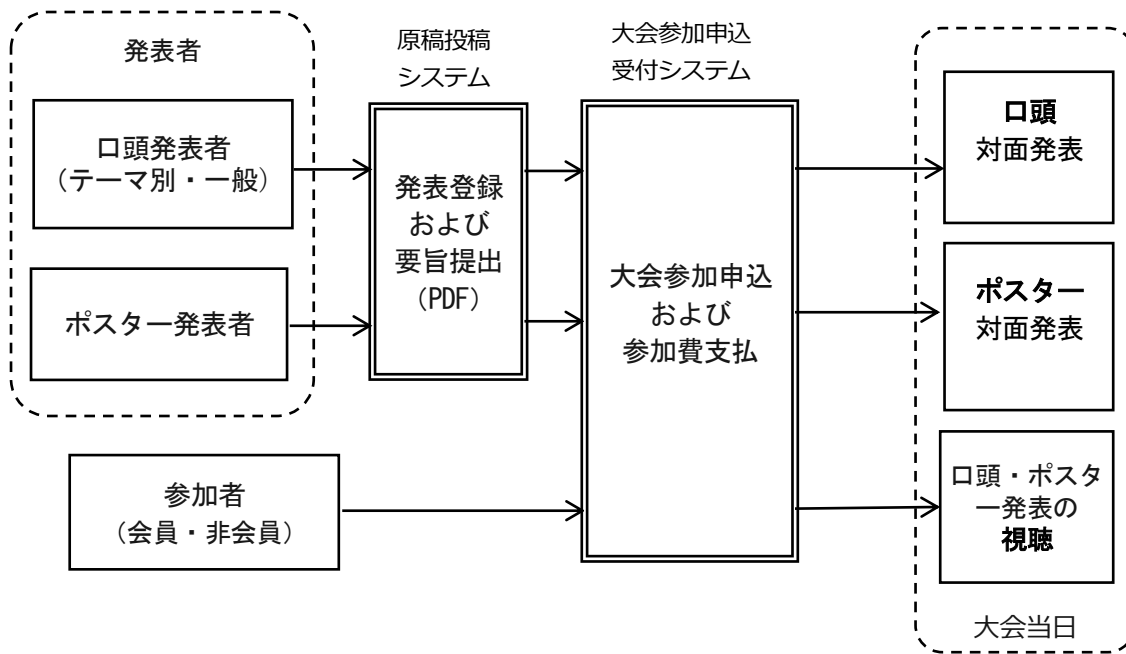 発表者
口頭発表者
（テーマ別・一般）
ポスター発表者
参加者
（会員・非会員）
原稿投稿
システム
発表登録
および
要旨提出
（PDF）
大会参加申込
受付システム
大会参加申込
および
参加費支払
口頭
対面発表
ポスター
対面発表
口頭・ポスタ
ー発表の
視聴
大会当日